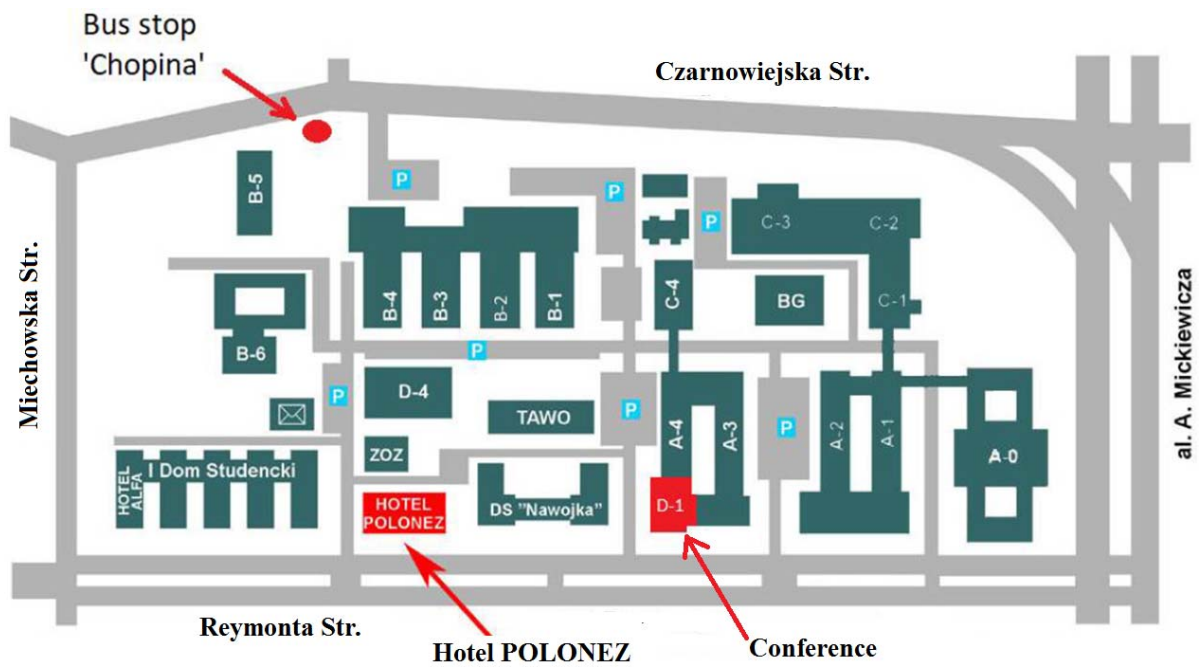 Bus stop
'Chopina'
Czarnowiejska Str.
P
P
P
B-5
C-3
C-2
Miechowska Str.
al. A. Mickiewicza
B-4
B-3
B-2
B-1
C-4
BG
C-1
B-6
P
P
D-4
TAWO
P
A-4
A-3
P
A-2
A-1
A-0
ZOZ
HOTEL
ALFA
I Dom Studencki
HOTEL
POLONEZ
DS "Nawojka"
D-1
Reymonta Str.
Hotel POLONEZ
Conference